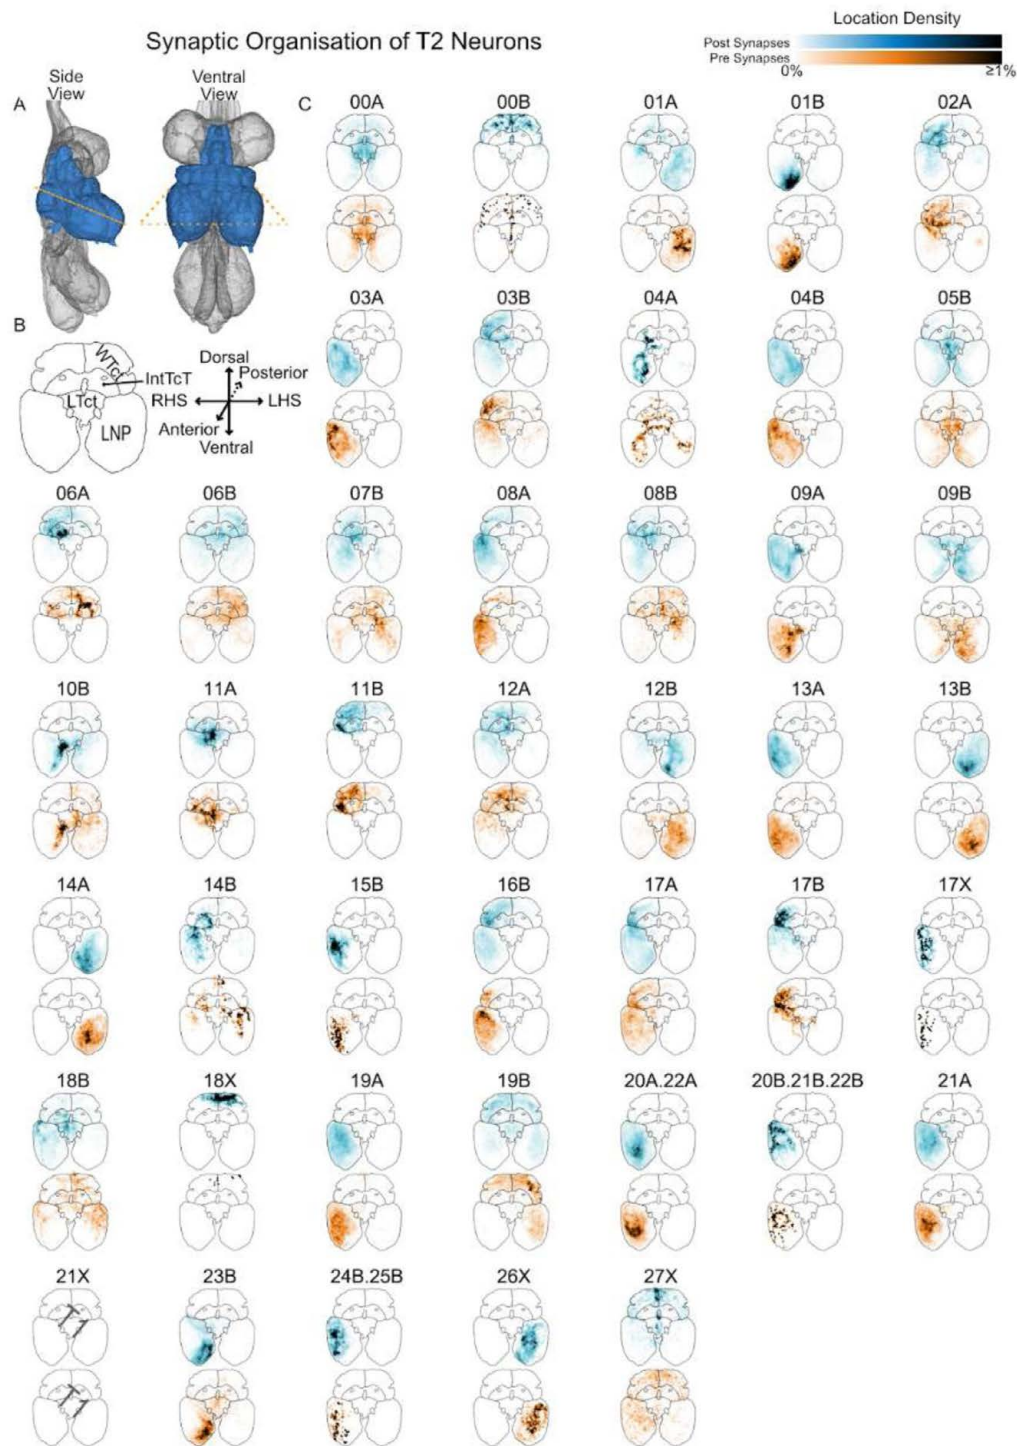 Location Density
Synaptic Organisation of T2 Neurons
Post Synapses
Pre Synapses
0% ≥1%
Side View
Ventral View
A
C
00A 00B 01A 01B 02A
B
03A 03B 04A 04B 05B
WTct
IntTcT
LTct
LNP
Dorsal
Posterior
RHS
LHS
Anterior
Ventral
06A 06B 07B 08A 08B 09A 09B
10B 11A 11B 12A 12B 13A 13B
14A 14B 15B 16B 17A 17B 17X
18B 18X 19A 19B 20A.22A 20B.21B.22B 21A
21X 23B 24B.25B 26X 27X
T1
T1